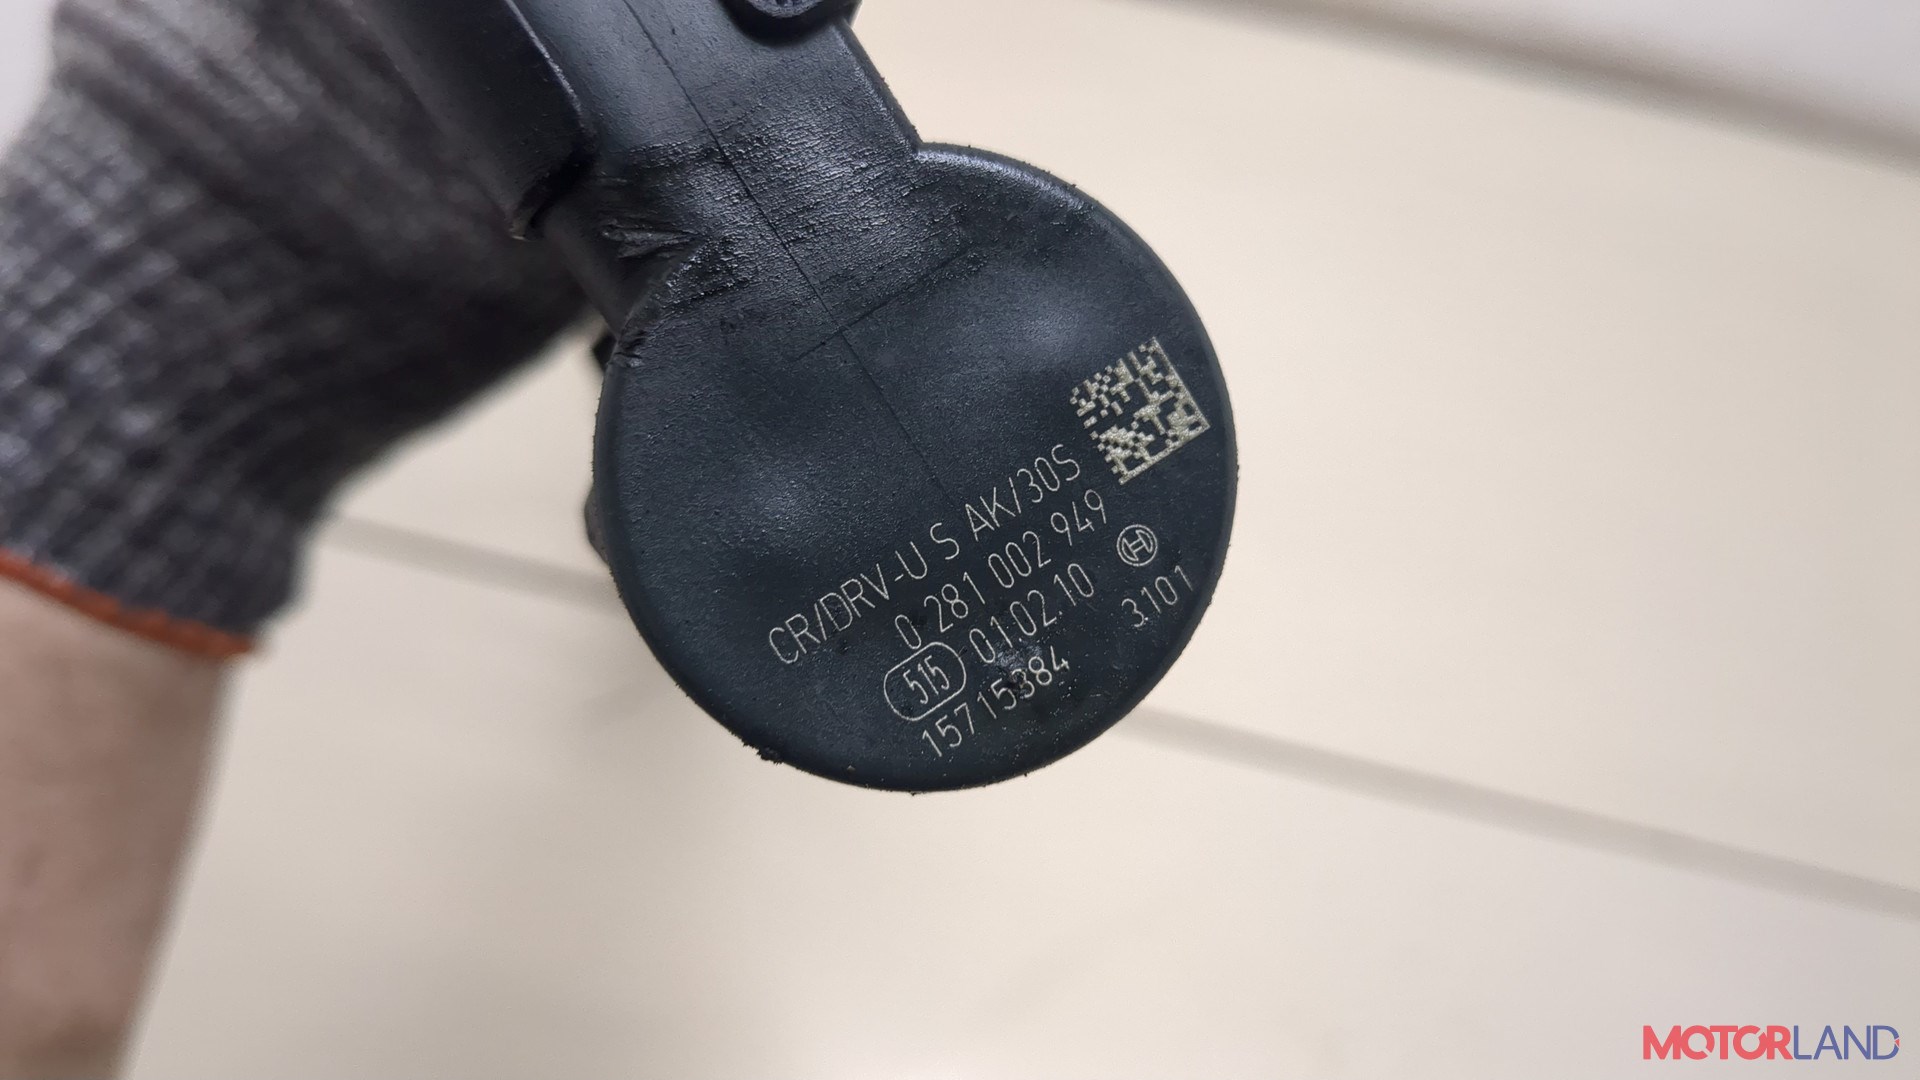 CR/DRV-U S AK/30S
0 281 002 949
515 01.02.10
15715384 3101
MOTORLAND